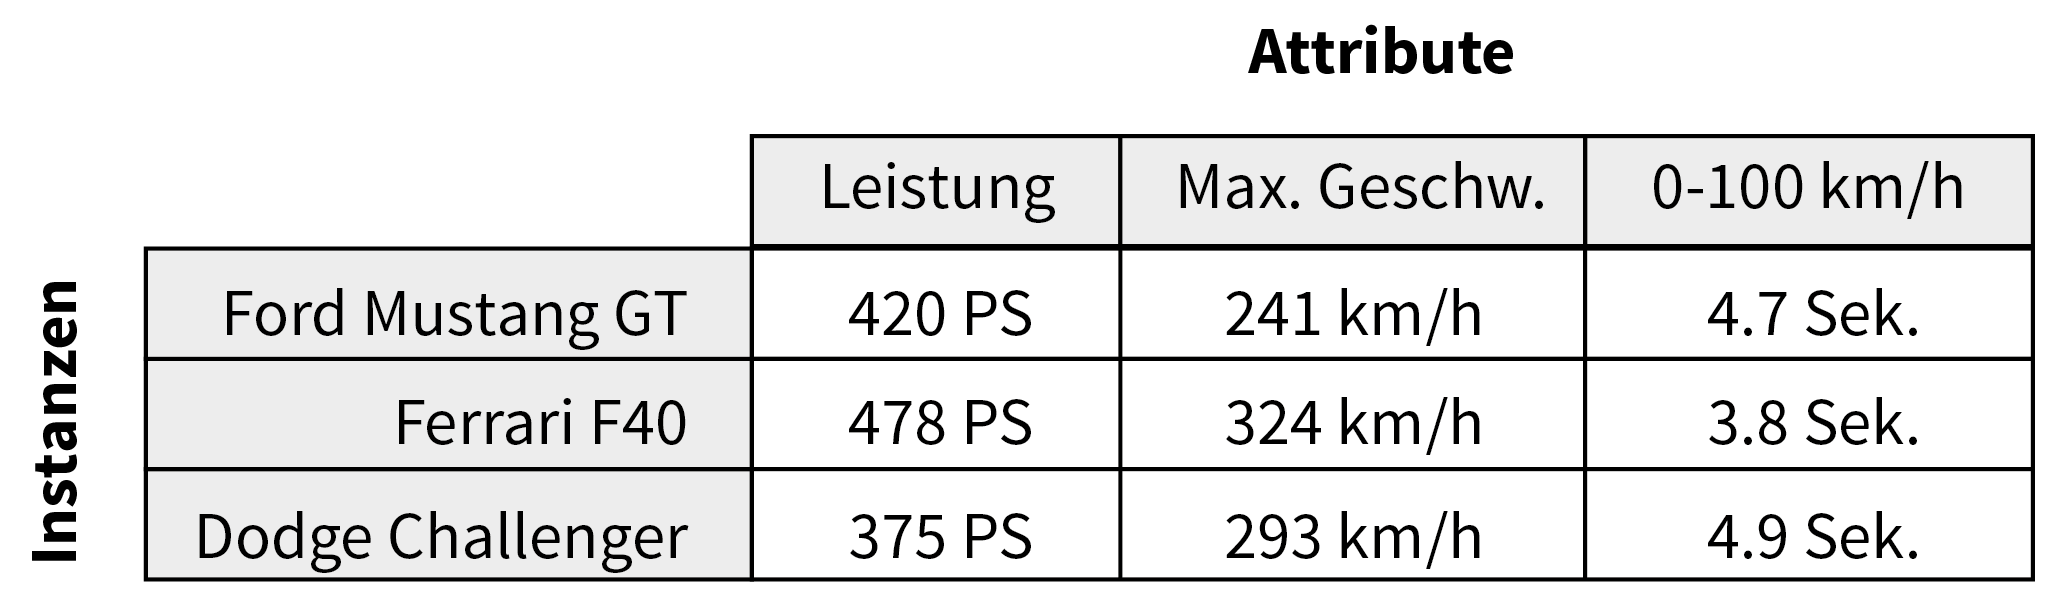 Attribute
Leistung Max. Geschw. 0-100 km/h
Instanzen
Ford Mustang GT 420 PS 241 km/h 4.7 Sek.
Ferrari F40 478 PS 324 km/h 3.8 Sek.
Dodge Challenger 375 PS 293 km/h 4.9 Sek.